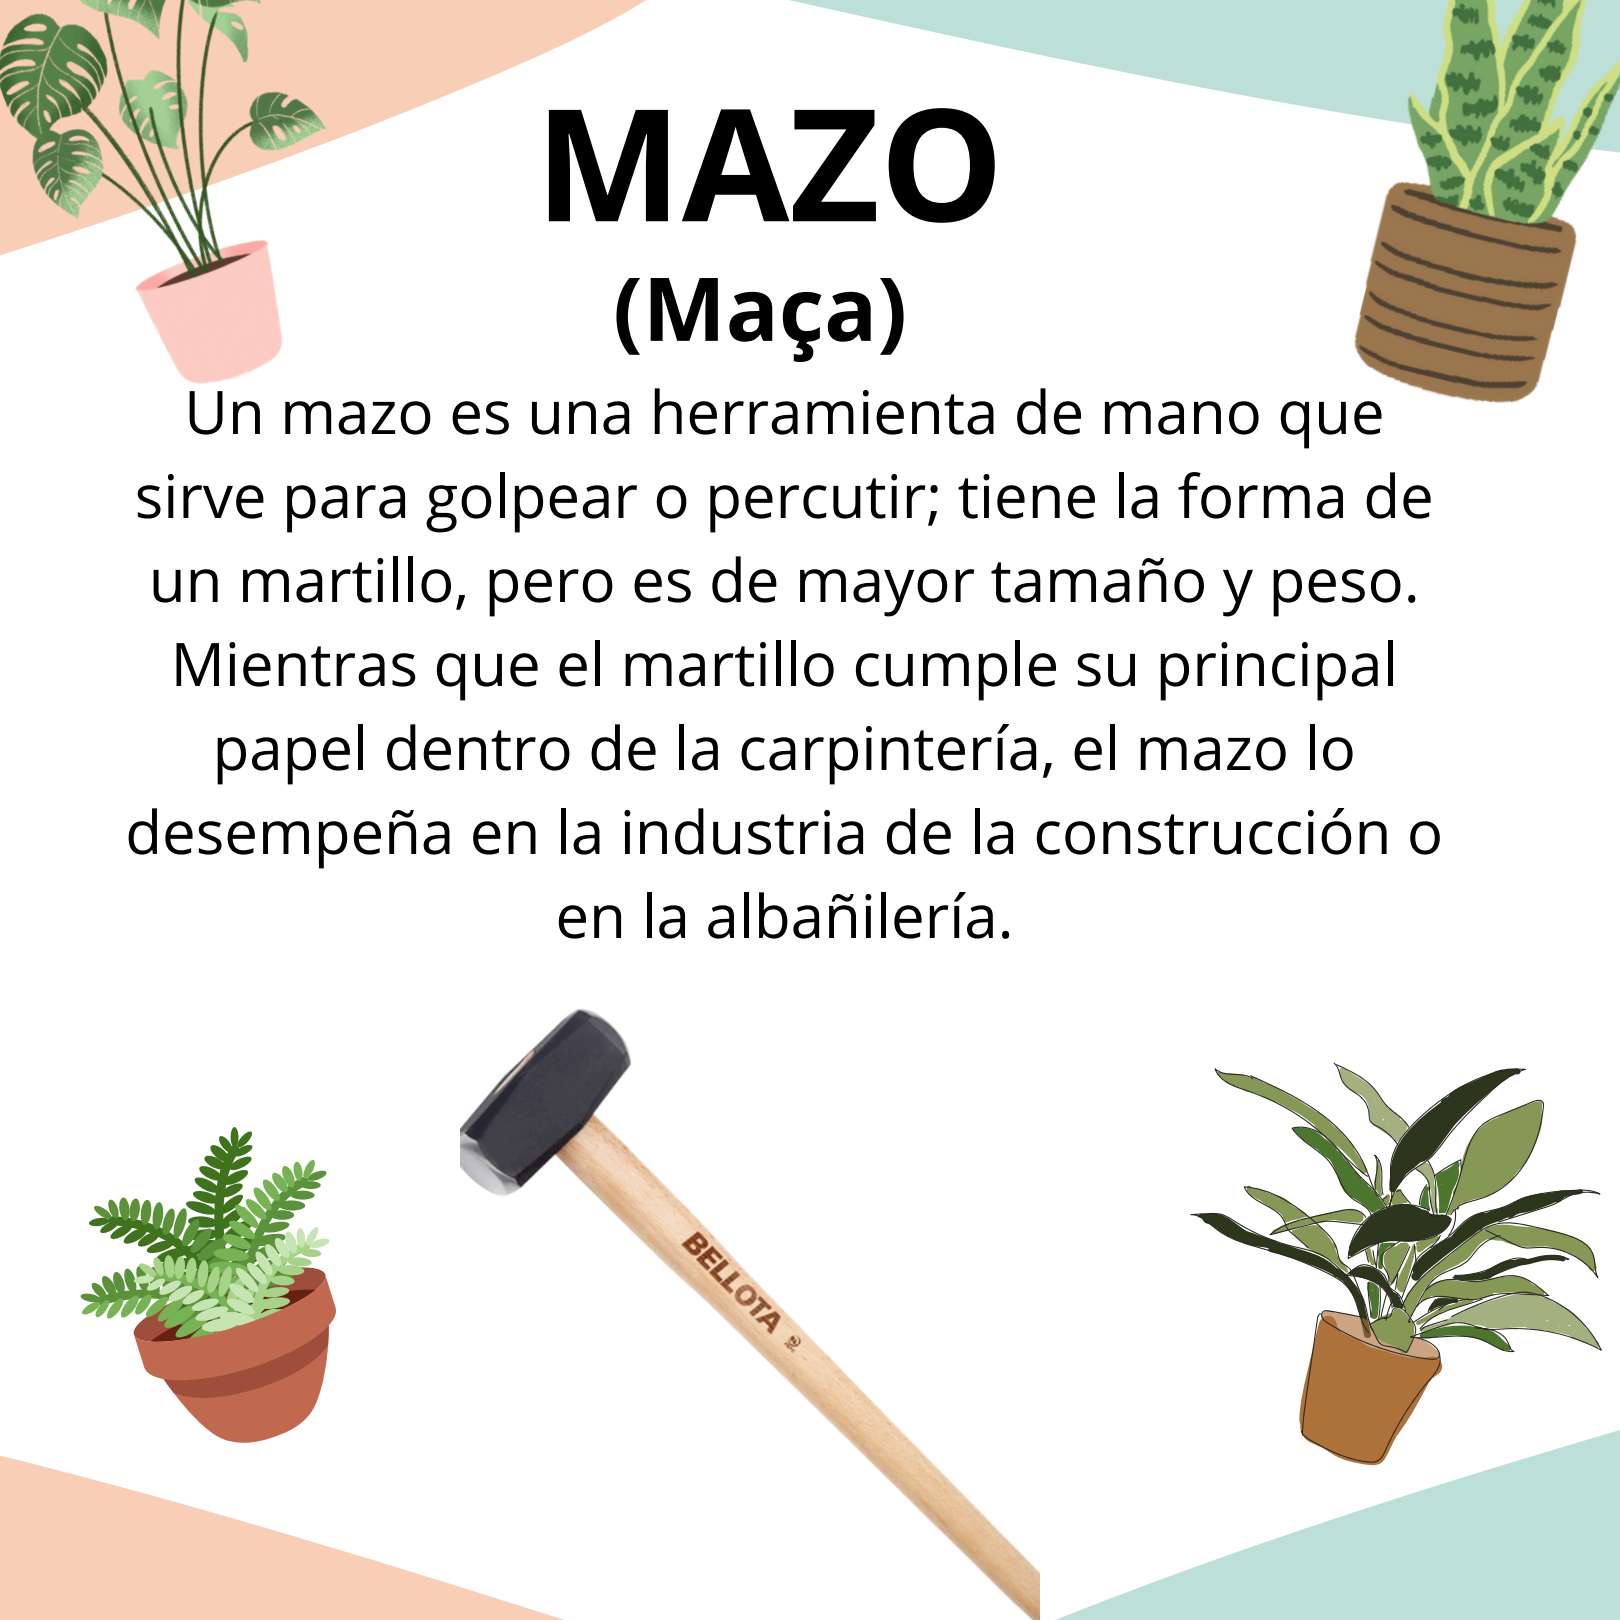 MAZO
(Maça)
Un mazo es una herramienta de mano que
sirve para golpear o percutir; tiene la forma de
un martillo, pero es de mayor tamaño y peso.
Mientras que el martillo cumple su principal
papel dentro de la carpintería, el mazo lo
desempeña en la industria de la construcción o
en la albañilería.
BELLOTA